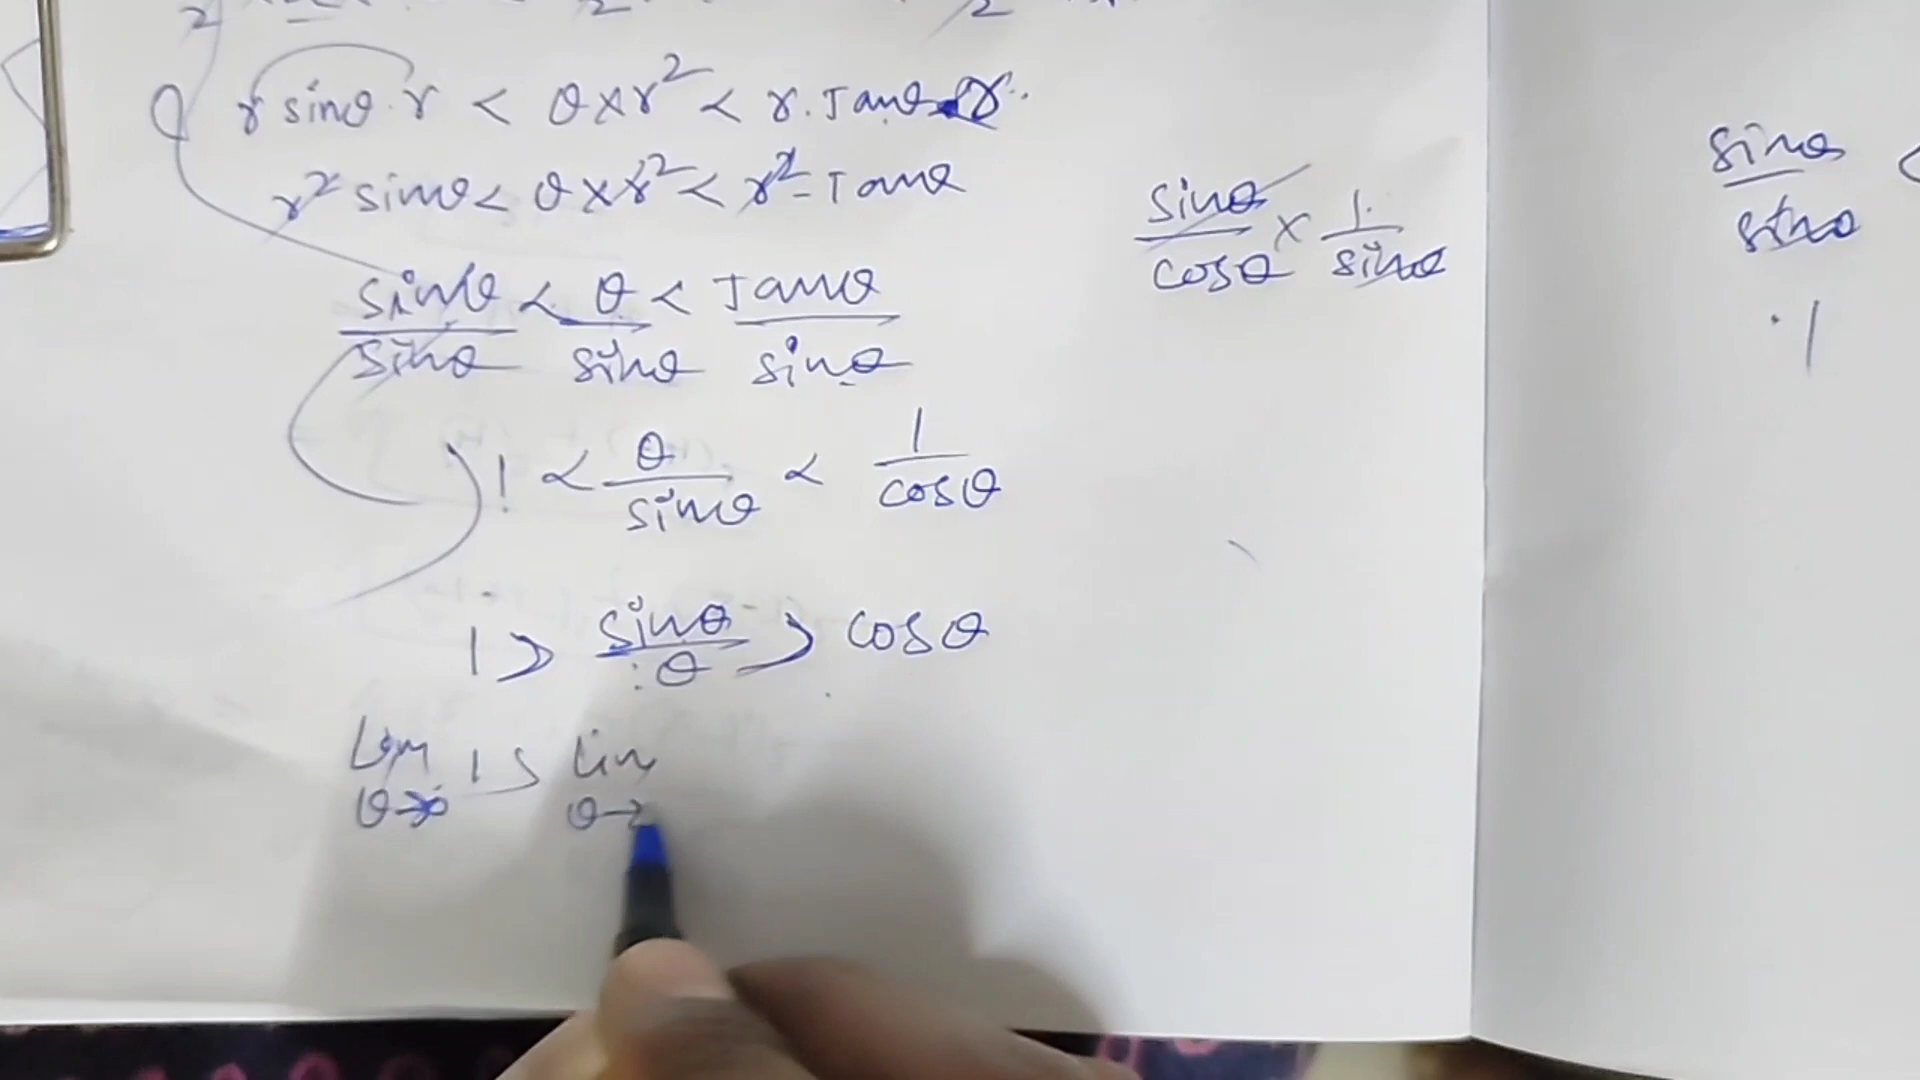 r sinθ · r < θ × r² < r · Tanθ r
r² sinθ < θ × r² < r² Tanθ
sinθ/sinθ < θ/sinθ < Tanθ/sinθ
sinθ/cosθ × 1/sinθ
1 < θ/sinθ < 1/cosθ
1 > sinθ/θ > cosθ
Lim θ→0 1 > Lim θ→
sinθ/sinθ <
1